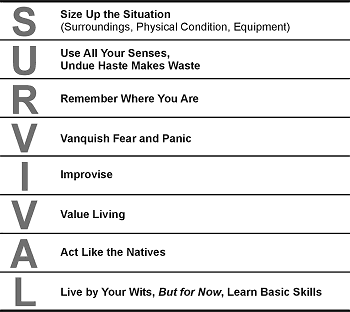 S Size Up the Situation
(Surroundings, Physical Condition, Equipment)
U Use All Your Senses,
Undue Haste Makes Waste
R Remember Where You Are
V Vanquish Fear and Panic
I Improvise
V Value Living
A Act Like the Natives
L Live by Your Wits, But for Now, Learn Basic Skills